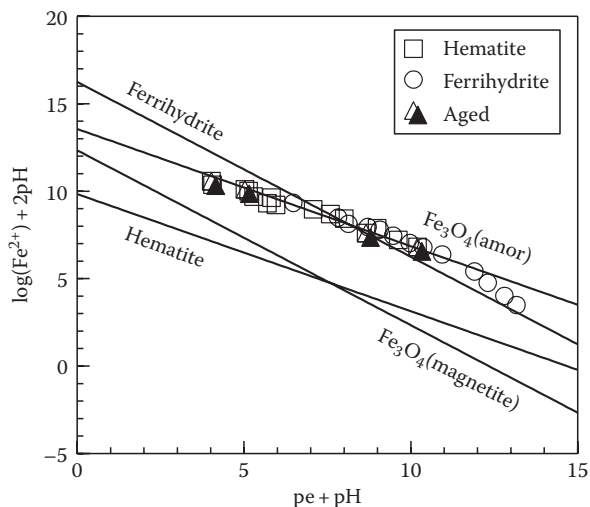 20
15
10
5
0
−5
log(Fe²⁺) + 2pH
Ferrihydrite
Hematite
Fe₃O₄(amor)
Fe₃O₄(magnetite)
Hematite
Ferrihydrite
Aged
0
5
10
15
pe + pH